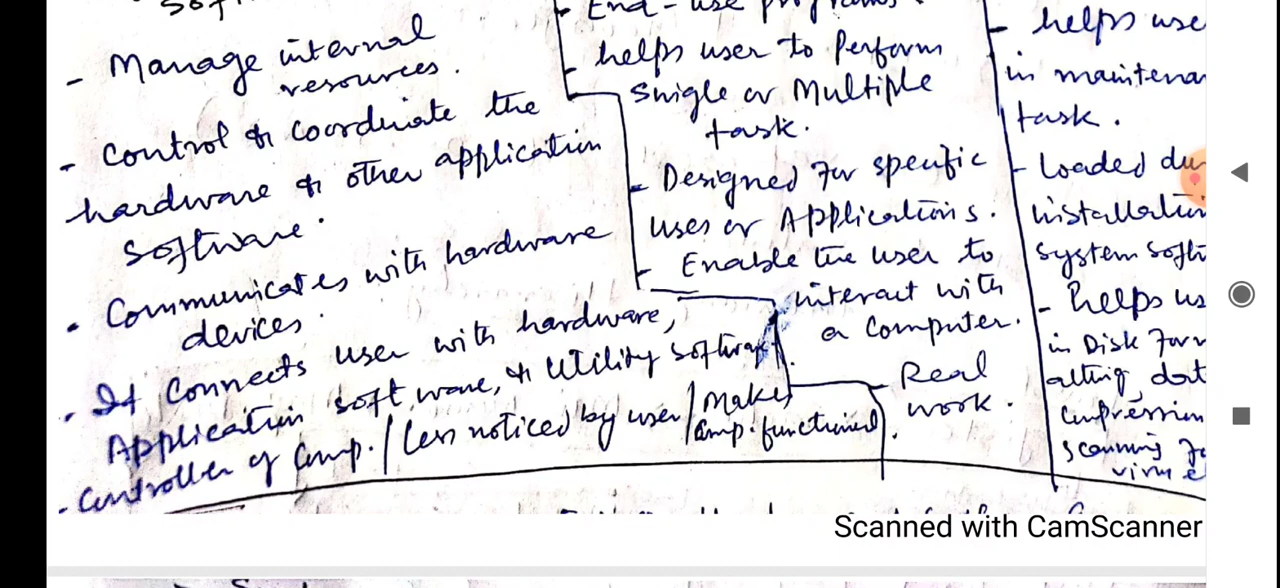 - Manage internal
resources.
- Control & coordinate the
hardware & other application
software.
• Communicates with hardware
devices.
• It connects user with hardware,
Application software, & utility software.
- Controller of Comp. / Less noticed by user / Makes
Comp. functional.
- End-use programs.
- helps user to Perform
Single or Multiple
task.
- Designed for specific
uses or Applications.
- Enable the user to
interact with
a computer.
- Real
work.
- helps use
in maintena
task.
- Loaded du
installation
system soft
- helps us
in Disk for
atting, dat
compression
scanning fo
viru
Scanned with CamScanner